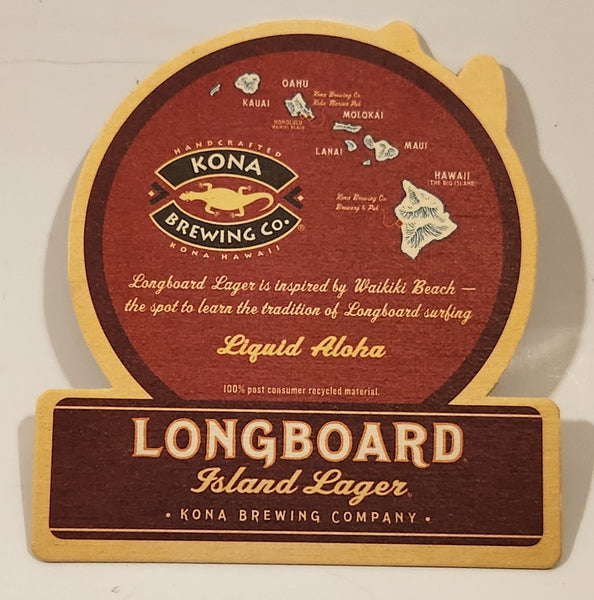 OAHU
Kona Brewing Co.
Koko Marina Pub
KAUAI
HONOLULU
WAIKIKI BEACH
MOLOKAI
LANAI
MAUI
HAWAII
(THE BIG ISLAND)
Kona Brewing Co.
Brewery & Pub
HANDCRAFTED
KONA
BREWING CO.®
KONA, HAWAII
Longboard Lager is inspired by Waikiki Beach —
the spot to learn the tradition of Longboard surfing
Liquid Aloha
100% post consumer recycled material.
LONGBOARD
Island Lager
• KONA BREWING COMPANY •